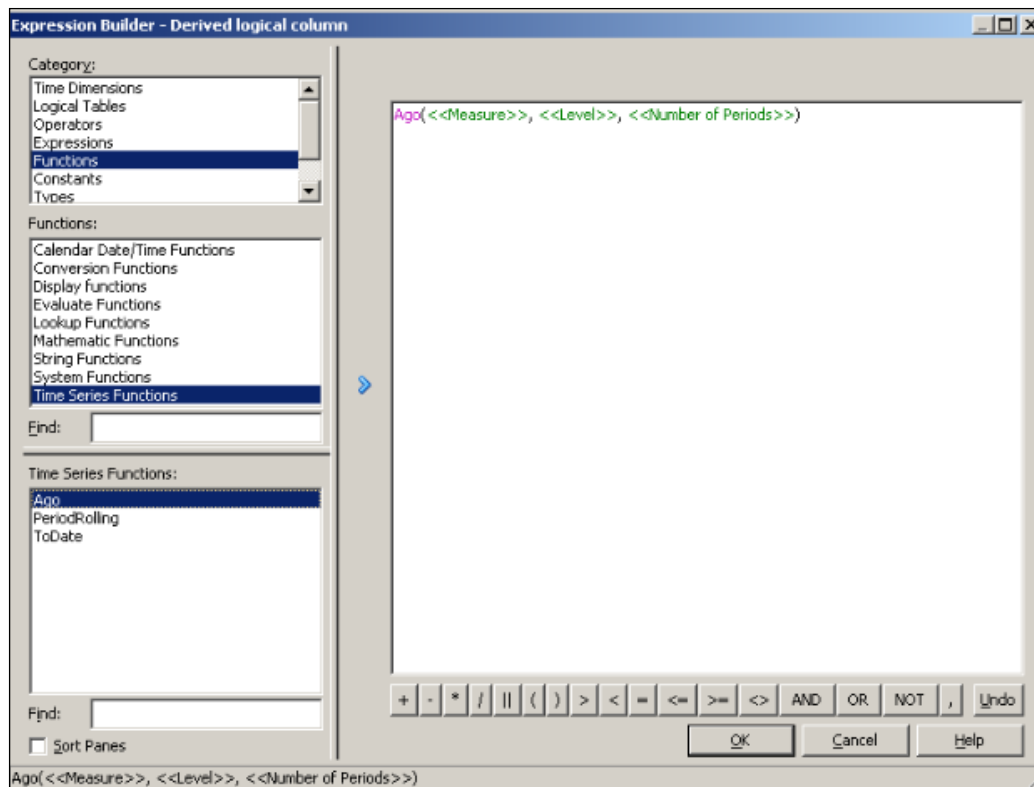 Expression Builder - Derived logical column
Category:
Time Dimensions
Logical Tables
Operators
Expressions
Functions
Constants
Types
Functions:
Calendar Date/Time Functions
Conversion Functions
Display functions
Evaluate Functions
Lookup Functions
Mathematic Functions
String Functions
System Functions
Time Series Functions
Find:
Time Series Functions:
Ago
PeriodRolling
ToDate
Find:
Sort Panes
Ago(<<Measure>>, <<Level>>, <<Number of Periods>>)
+ - * / || ( ) > < = <= >= <> AND OR NOT , Undo
OK Cancel Help
Ago(<<Measure>>, <<Level>>, <<Number of Periods>>)